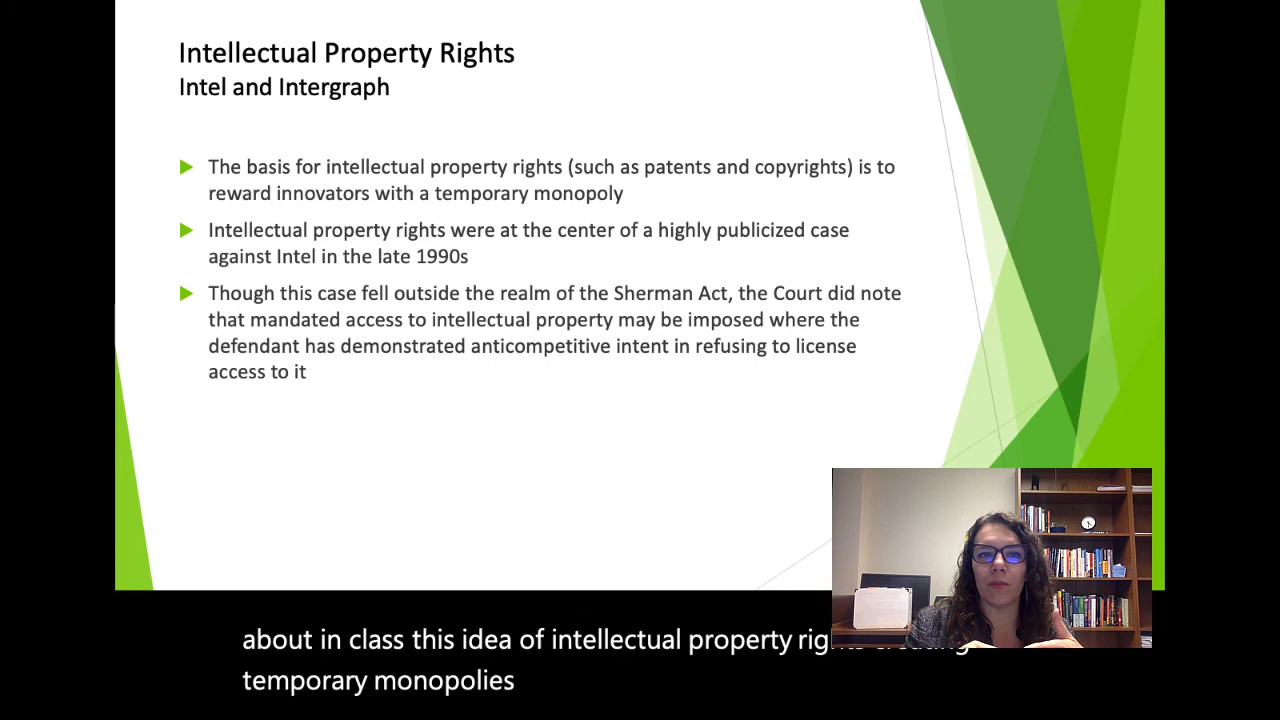 Intellectual Property Rights
Intel and Intergraph
The basis for intellectual property rights (such as patents and copyrights) is to
reward innovators with a temporary monopoly
Intellectual property rights were at the center of a highly publicized case
against Intel in the late 1990s
Though this case fell outside the realm of the Sherman Act, the Court did note
that mandated access to intellectual property may be imposed where the
defendant has demonstrated anticompetitive intent in refusing to license
access to it
about in class this idea of intellectual property rights creating
temporary monopolies